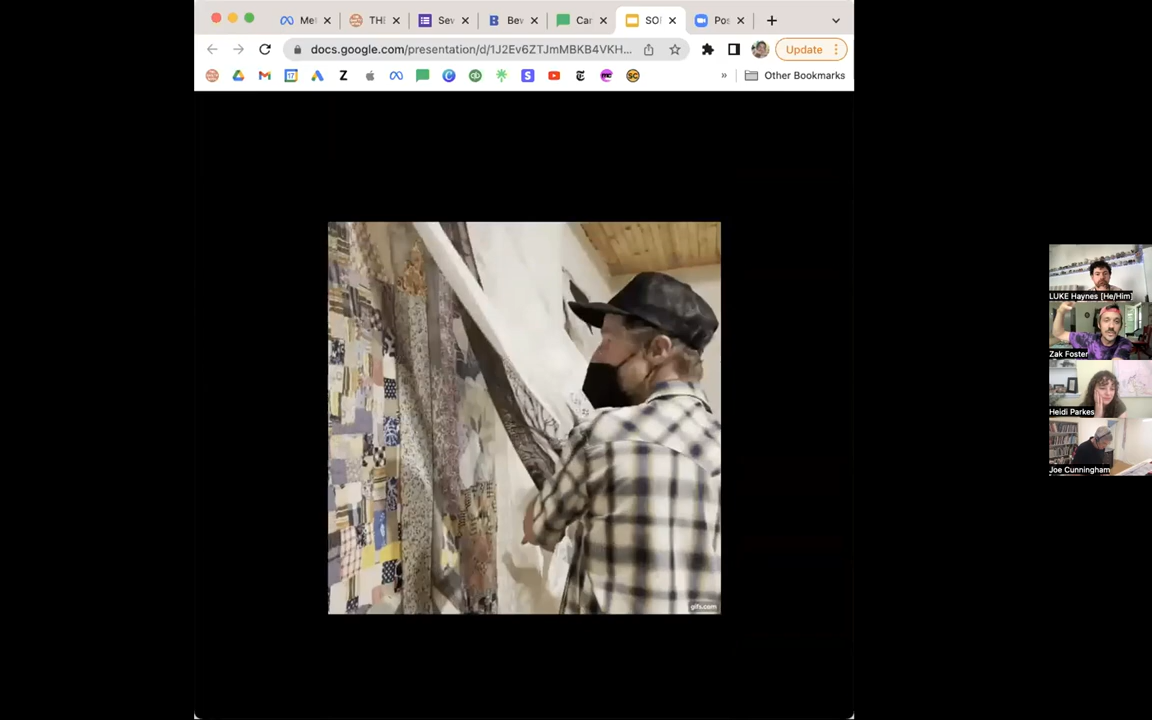 Me
TH
Sev
Bev
Car
SO
Pos
docs.google.com/presentation/d/1J2Ev6ZTJmMBKB4VKH...
Update
17
Z
Other Bookmarks
gifs.com
LUKE Haynes [He/Him]
Zak Foster
Heidi Parkes
Joe Cunningham